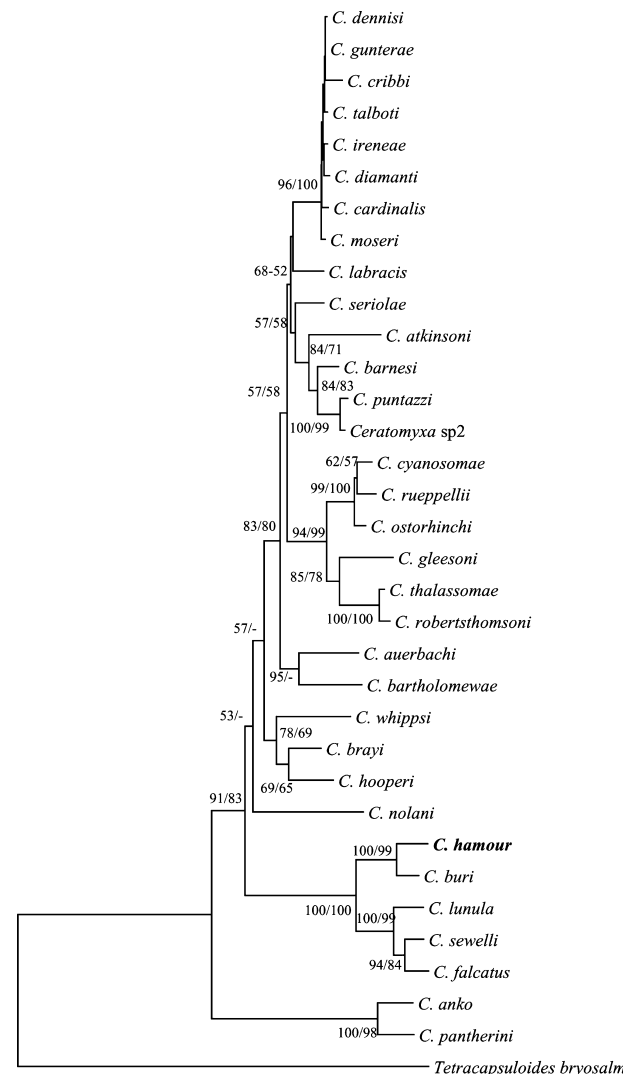 C. dennisi
C. gunterae
C. cribbi
C. talboti
C. ireneae
C. diamanti
96/100
C. cardinalis
C. moseri
68-52
C. labracis
C. seriolae
57/58
C. atkinsoni
84/71
C. barnesi
84/83
57/58
C. puntazzi
100/99
Ceratomyxa sp2
62/57
C. cyanosomae
99/100
C. rueppellii
83/80
C. ostorhinchi
94/99
C. gleesoni
85/78
C. thalassomae
100/100
C. robertsthomsoni
57/-
C. auerbachi
95/-
C. bartholomewae
53/-
C. whippsi
78/69
C. brayi
69/65
C. hooperi
91/83
C. nolani
C. hamour
100/99
C. buri
100/100
C. lunula
100/99
C. sewelli
94/84
C. falcatus
C. anko
100/98
C. pantherini
Tetracapsuloides bryosalm